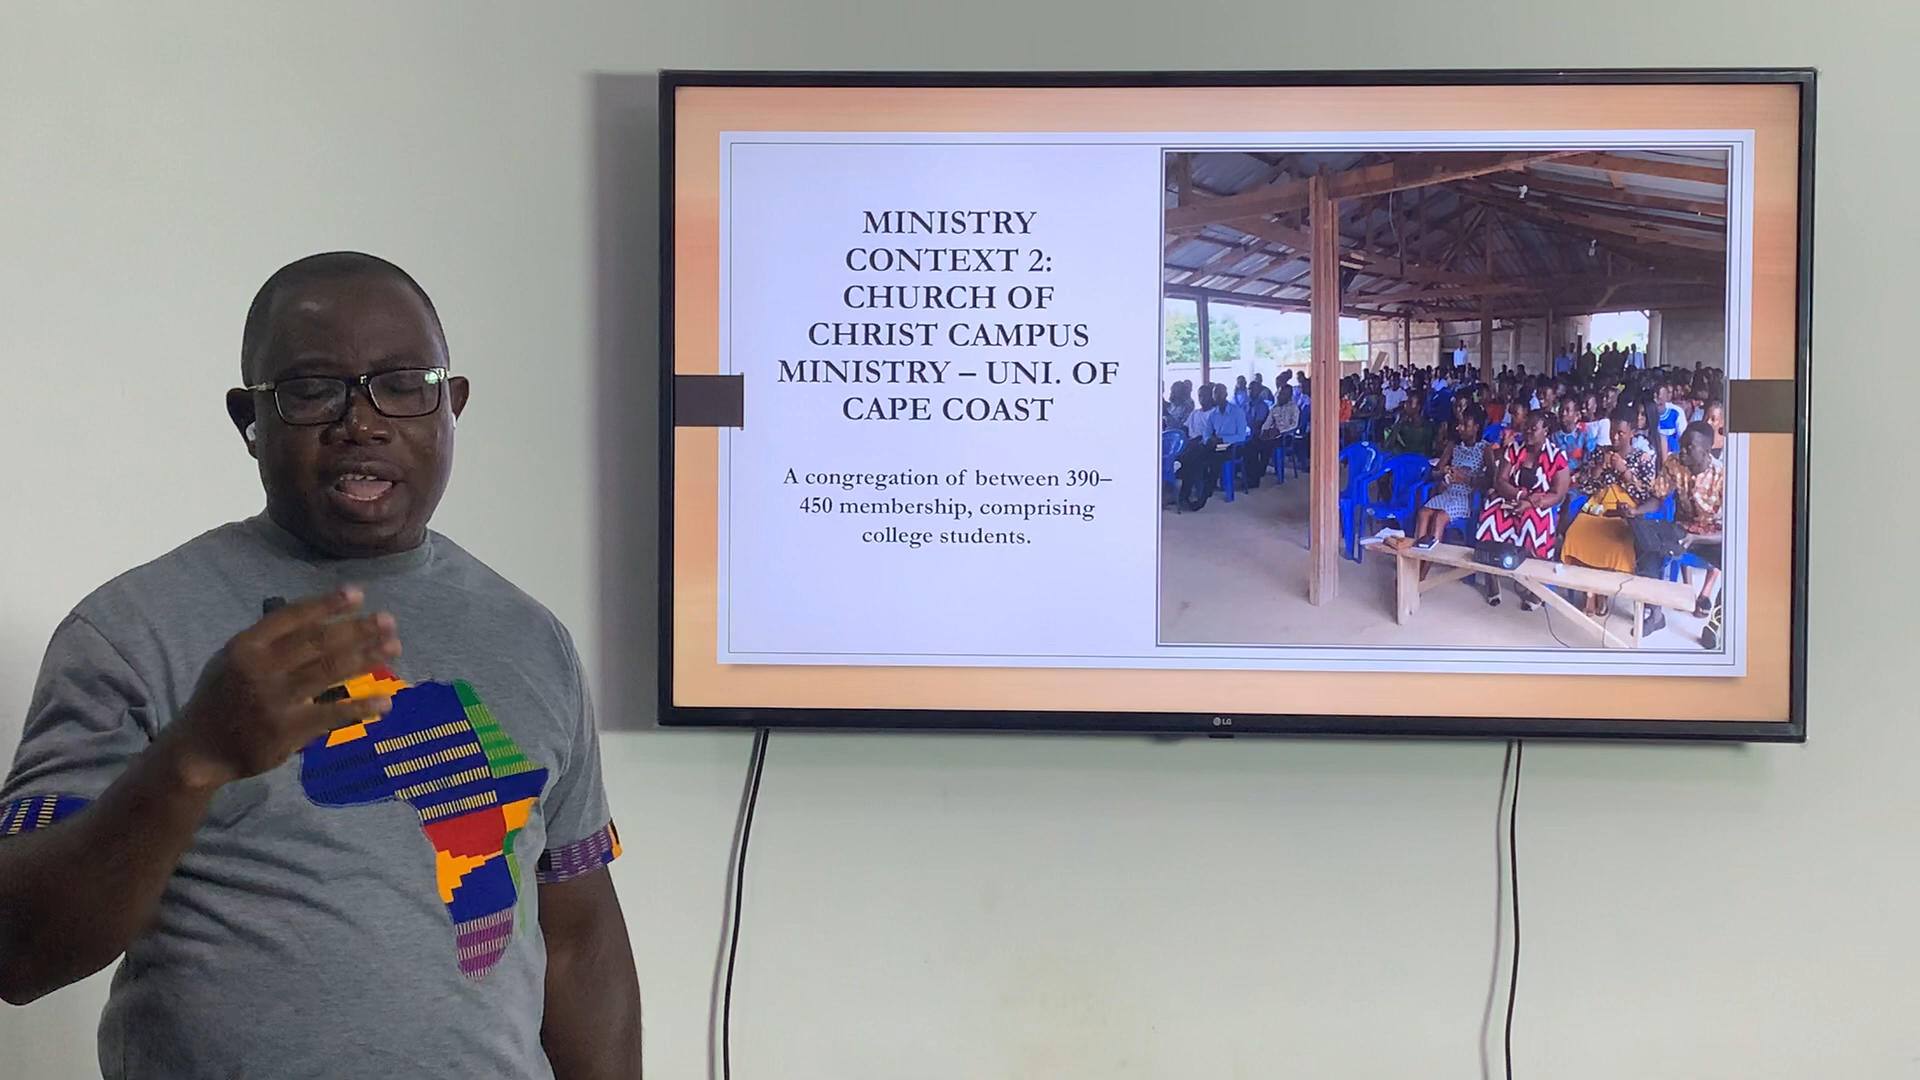 MINISTRY
CONTEXT 2:
CHURCH OF
CHRIST CAMPUS
MINISTRY – UNI. OF
CAPE COAST
A congregation of between 390–
450 membership, comprising
college students.
LG